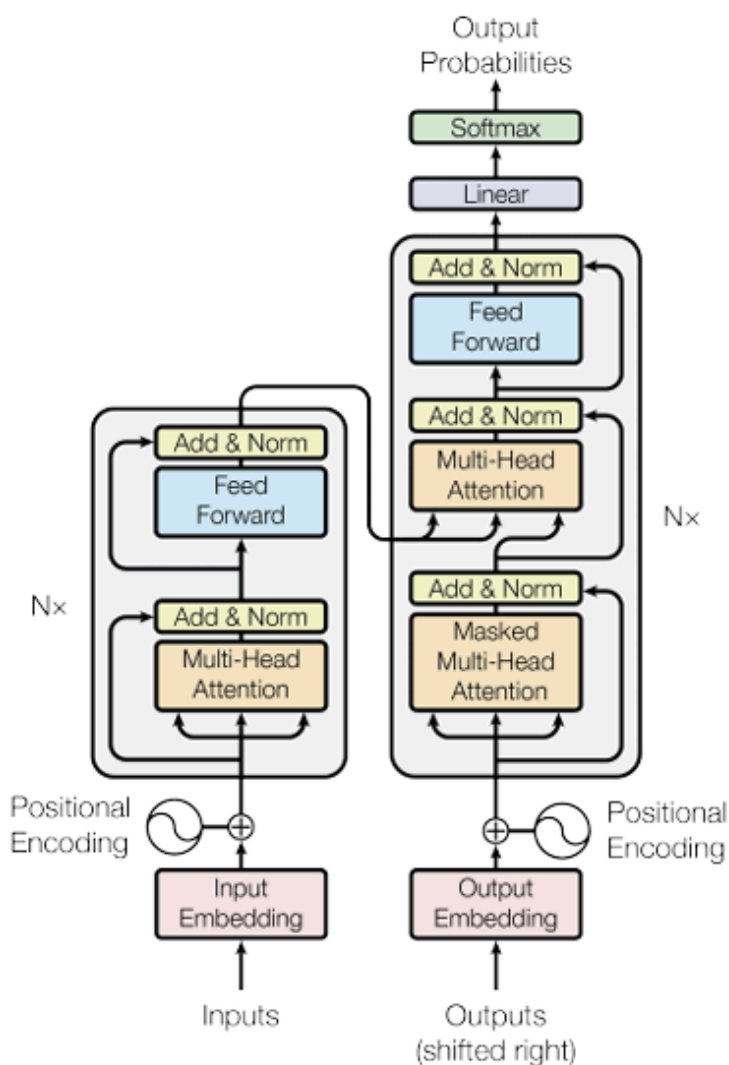 Output
Probabilities
Softmax
Linear
Add & Norm
Feed
Forward
Add & Norm
Multi-Head
Attention
Nx
Add & Norm
Masked
Multi-Head
Attention
Add & Norm
Feed
Forward
Nx
Add & Norm
Multi-Head
Attention
Positional
Encoding
Positional
Encoding
Input
Embedding
Output
Embedding
Inputs
Outputs
(shifted right)